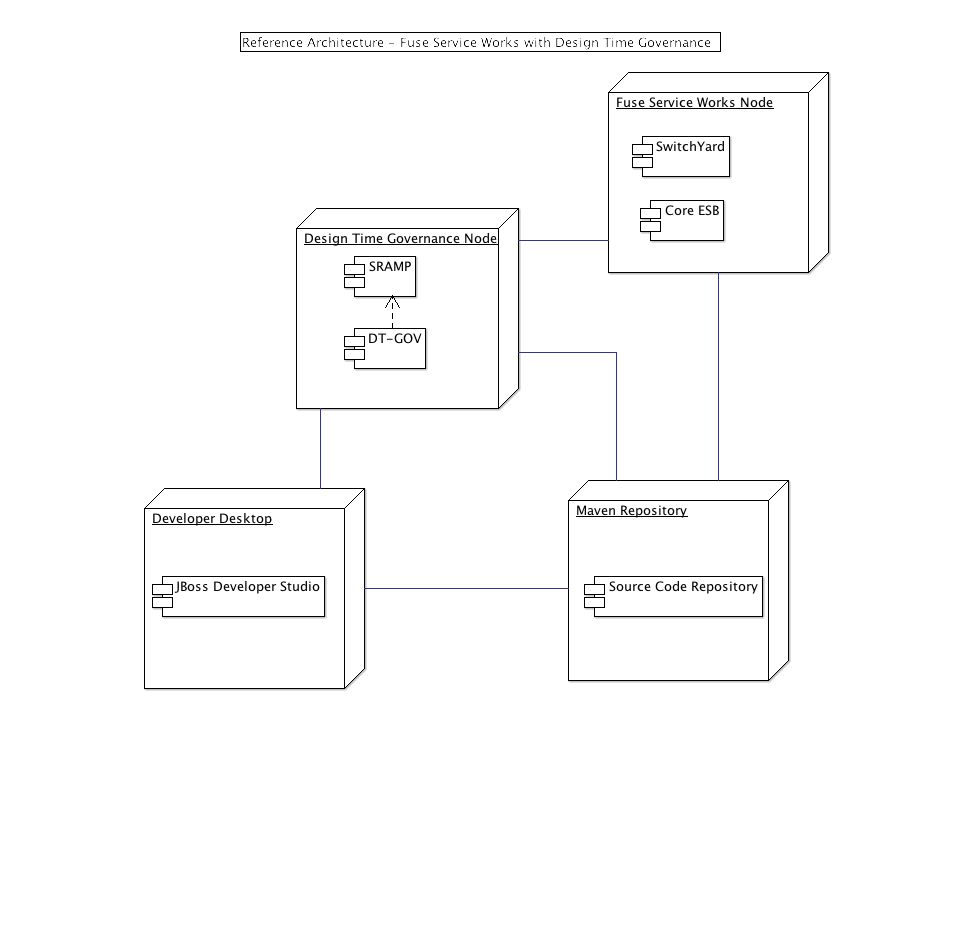 Reference Architecture - Fuse Service Works with Design Time Governance
Fuse Service Works Node
SwitchYard
Core ESB
Design Time Governance Node
SRAMP
DT-GOV
Developer Desktop
JBoss Developer Studio
Maven Repository
Source Code Repository